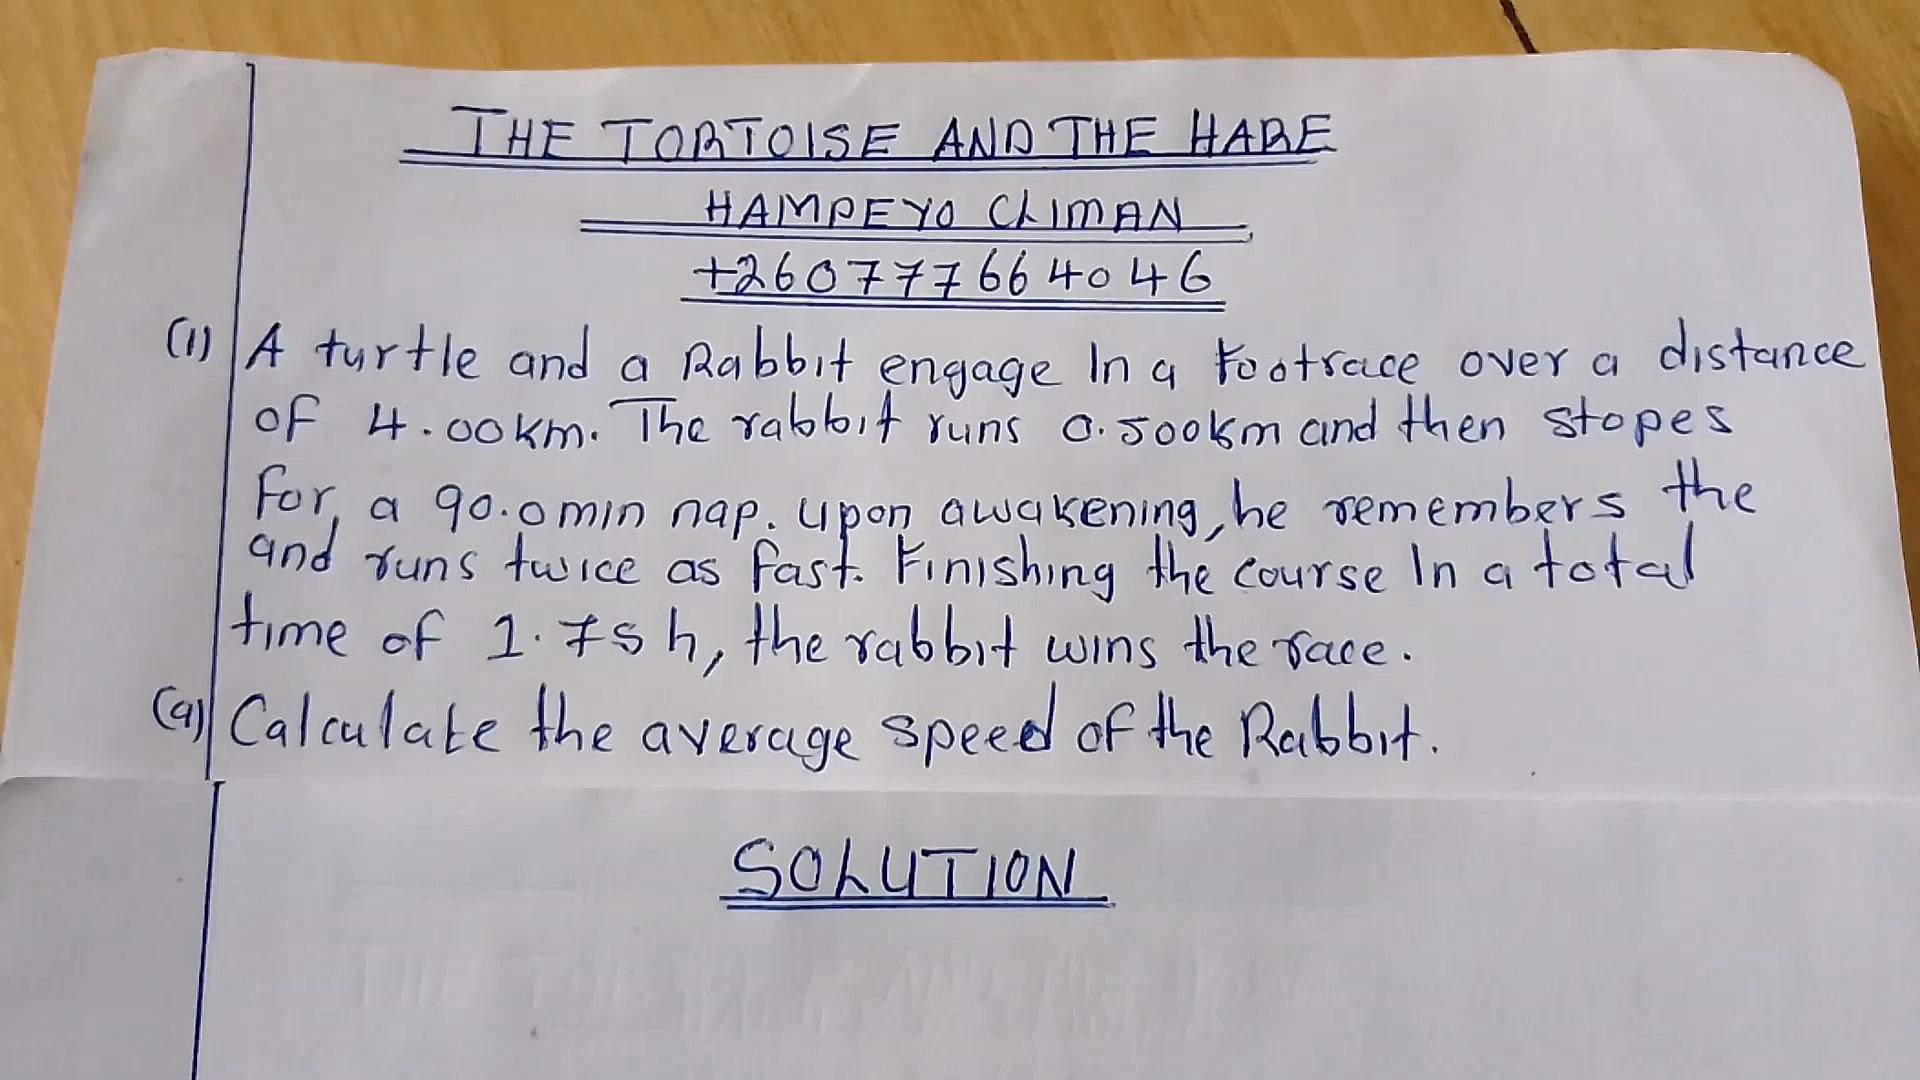 THE TORTOISE AND THE HARE
HAMPEYO CLIMAN
+260777664046
(1) A turtle and a Rabbit engage In a footrace over a distance
of 4.00km. The rabbit runs 0.500km and then stopes
for, a 90.0min nap. Upon awakening, he remembers the
and runs twice as fast. Finishing the course In a total
time of 1.75h, the rabbit wins the race.
(a) Calculate the average speed of the Rabbit.
SOLUTION